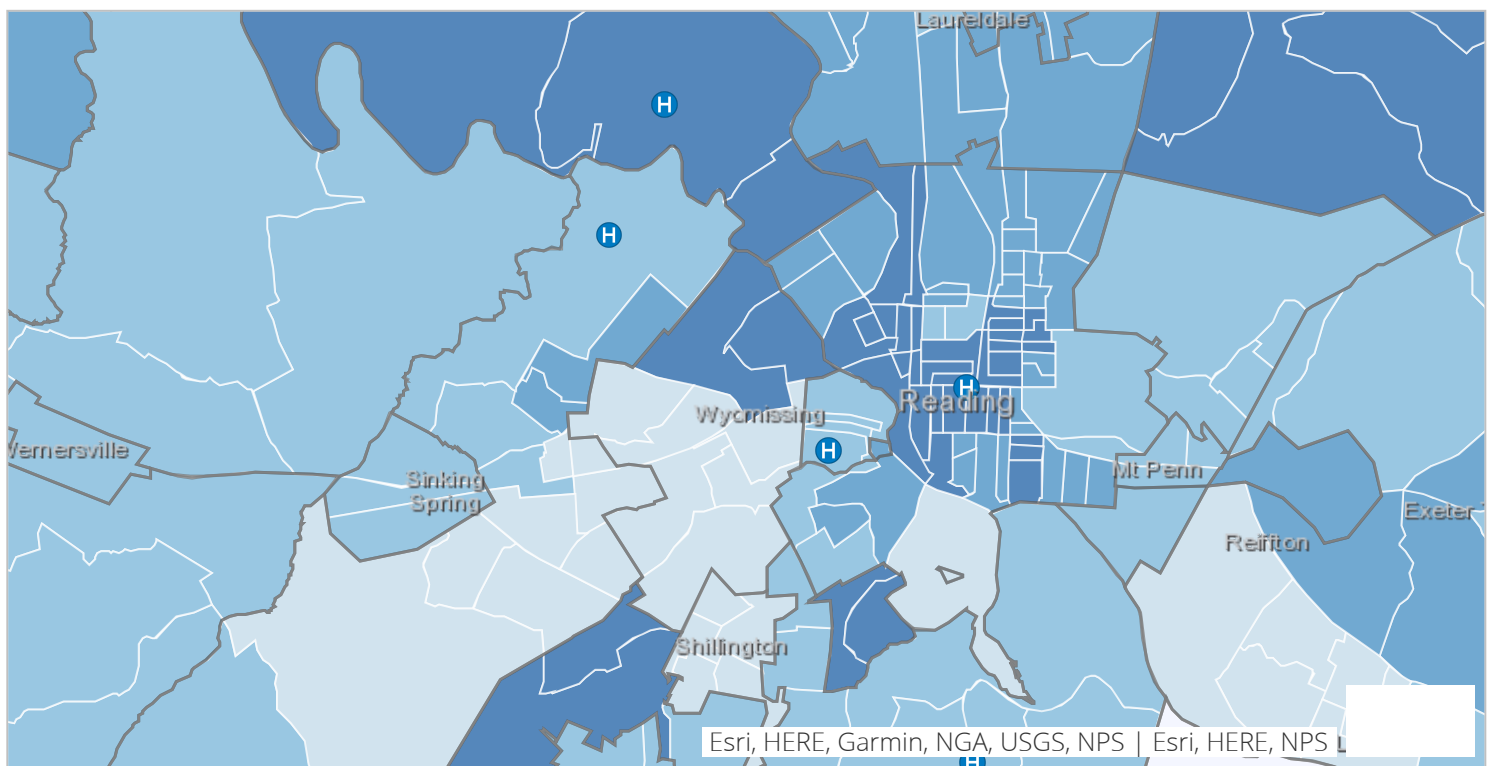 Laureldale
H
H
Wyomissing
H
Reading
H
Wernersville
Sinking
Spring
Mt Penn
Exeter
Reiffton
Shillington
Esri, HERE, Garmin, NGA, USGS, NPS | Esri, HERE, NPS
H